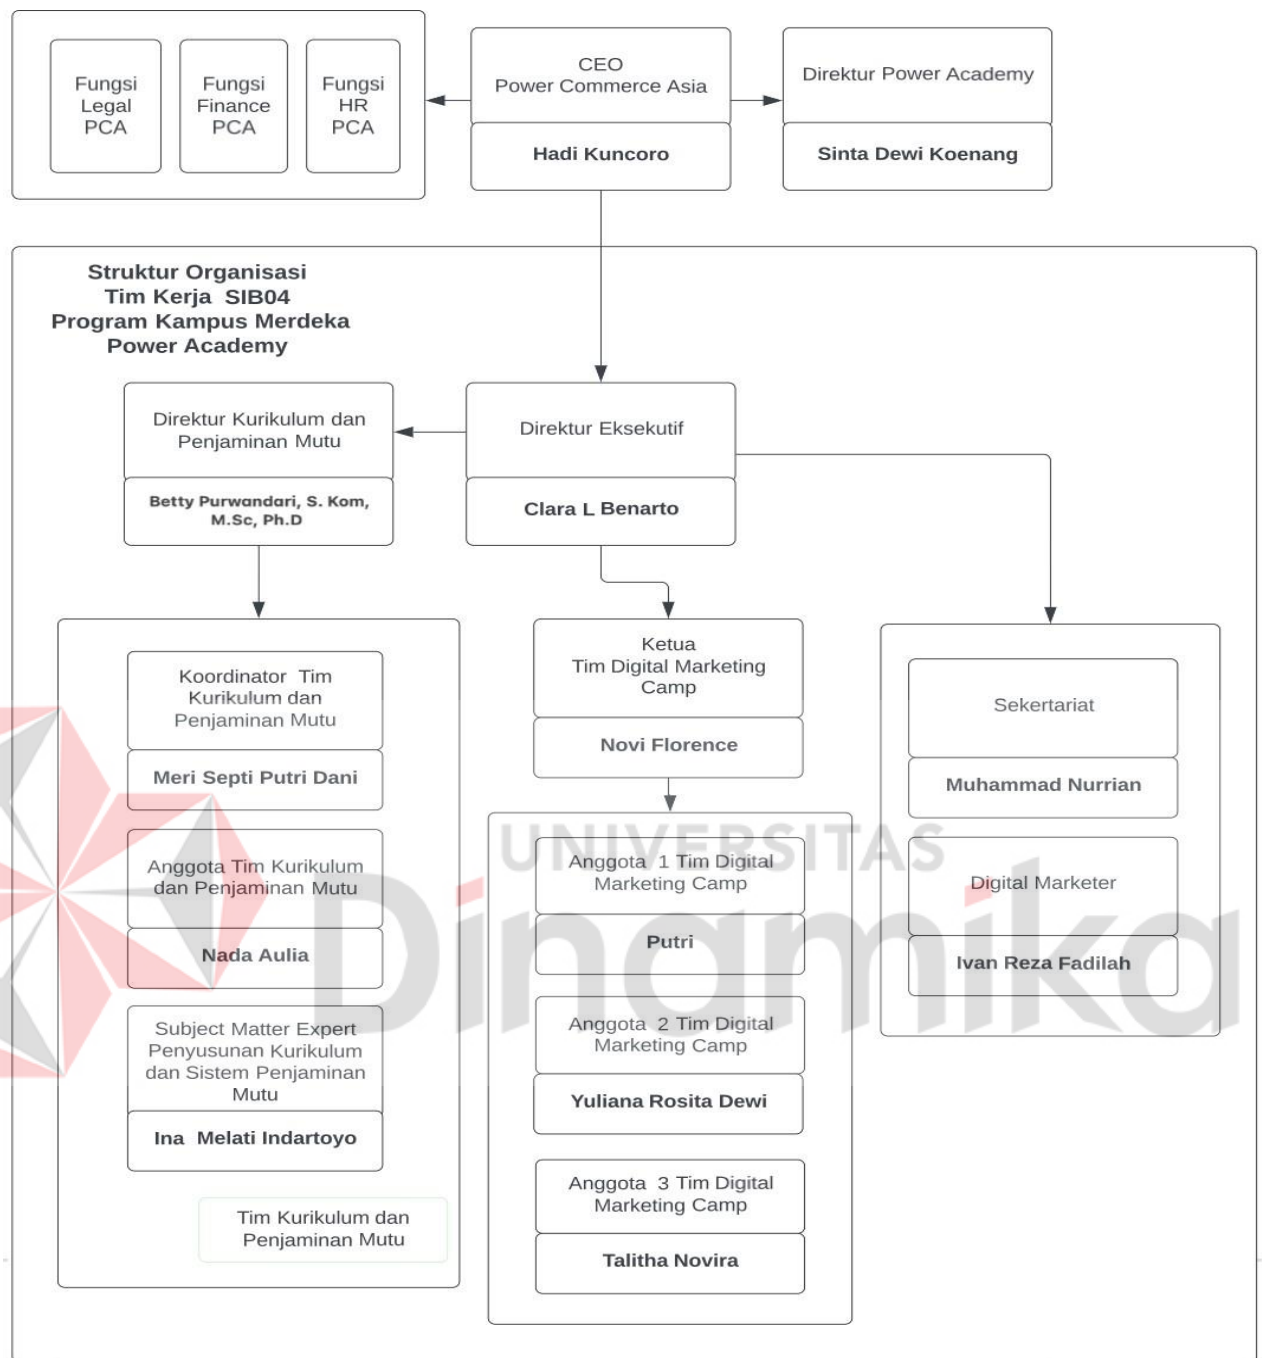 Fungsi
Legal
PCA
Fungsi
Finance
PCA
Fungsi
HR
PCA
CEO
Power Commerce Asia
Hadi Kuncoro
Direktur Power Academy
Sinta Dewi Koenang
Struktur Organisasi
Tim Kerja SIB04
Program Kampus Merdeka
Power Academy
Direktur Kurikulum dan
Penjaminan Mutu
Betty Purwandari, S. Kom,
M.Sc, Ph.D
Direktur Eksekutif
Clara L Benarto
Koordinator Tim
Kurikulum dan
Penjaminan Mutu
Meri Septi Putri Dani
Anggota Tim Kurikulum
dan Penjaminan Mutu
Nada Aulia
Subject Matter Expert
Penyusunan Kurikulum
dan Sistem Penjaminan
Mutu
Ina Melati Indartoyo
Tim Kurikulum dan
Penjaminan Mutu
Ketua
Tim Digital Marketing
Camp
Novi Florence
Anggota 1 Tim Digital
Marketing Camp
Putri
Anggota 2 Tim Digital
Marketing Camp
Yuliana Rosita Dewi
Anggota 3 Tim Digital
Marketing Camp
Talitha Novira
Sekertariat
Muhammad Nurrian
Digital Marketer
Ivan Reza Fadilah
UNIVERSITAS
Dinamika